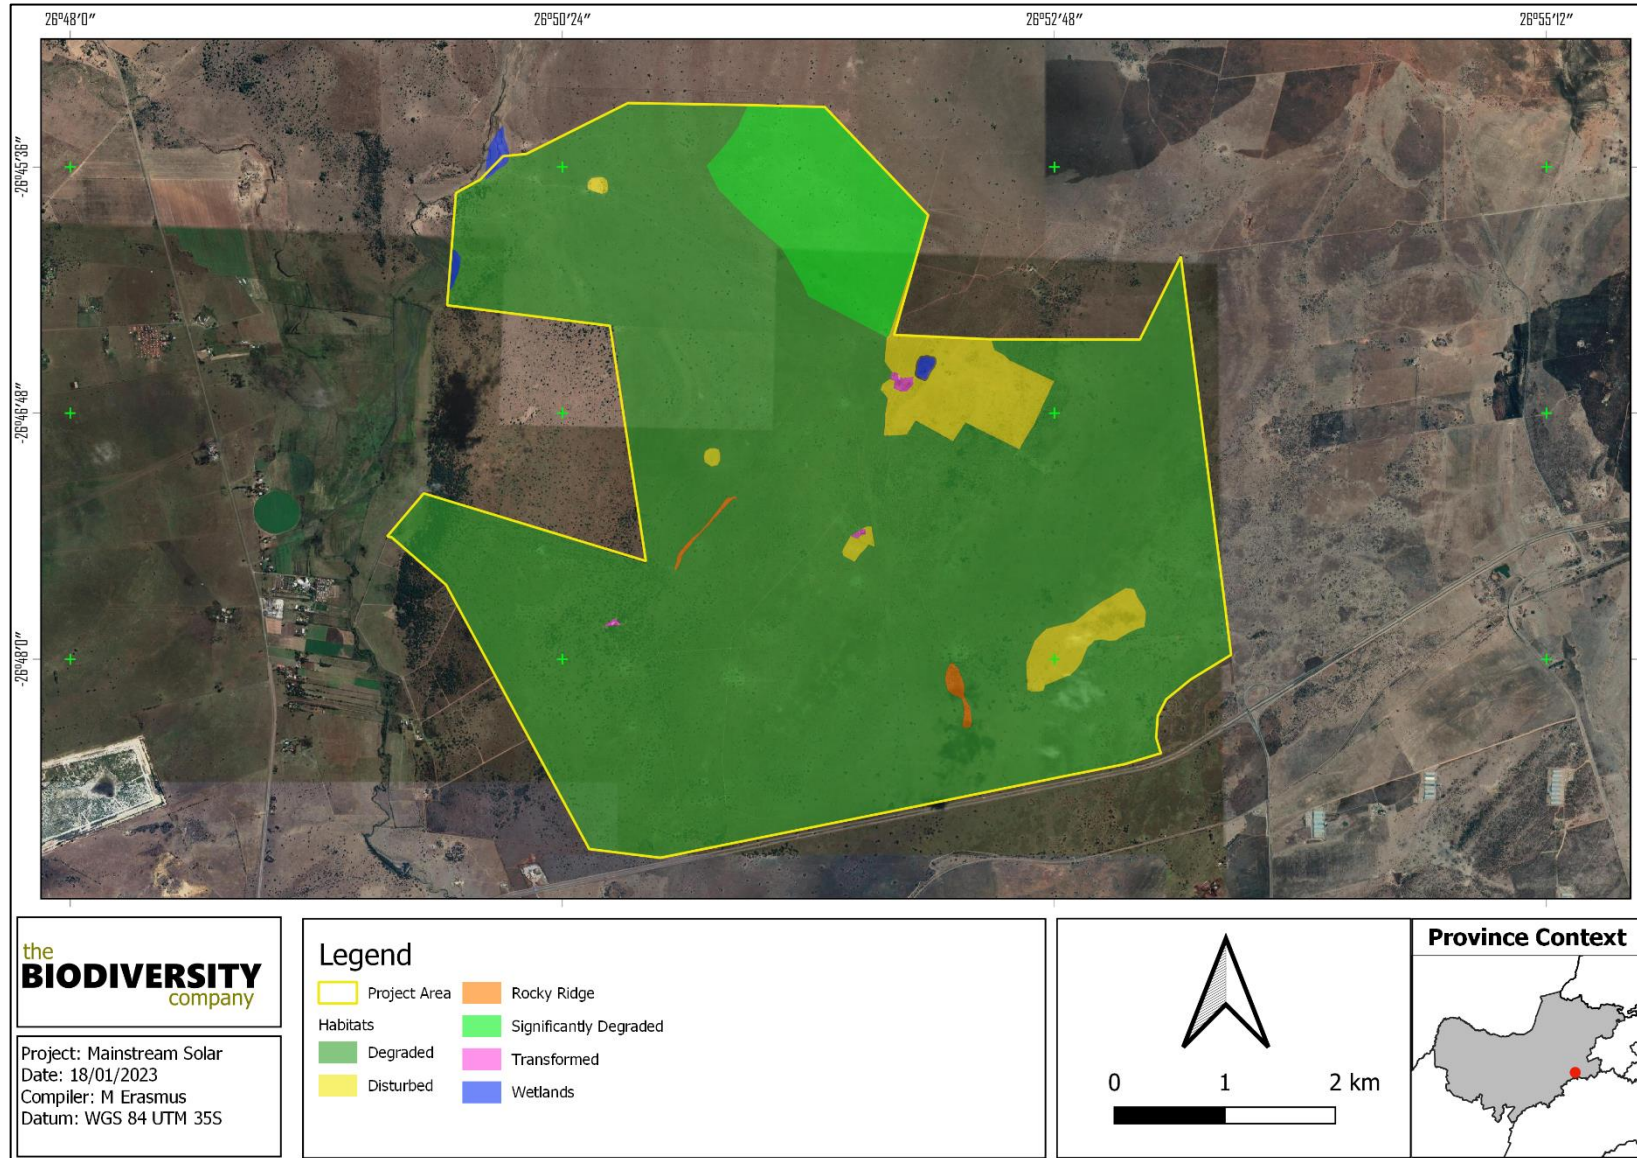 26°48'0"
26°50'24"
26°52'48"
26°55'12"
-26°45'36"
-26°46'48"
-26°48'0"
the
BIODIVERSITY
company
Project: Mainstream Solar
Date: 18/01/2023
Compiler: M Erasmus
Datum: WGS 84 UTM 35S
Legend
Project Area
Habitats
Degraded
Disturbed
Rocky Ridge
Significantly Degraded
Transformed
Wetlands
0 1 2 km
Province Context